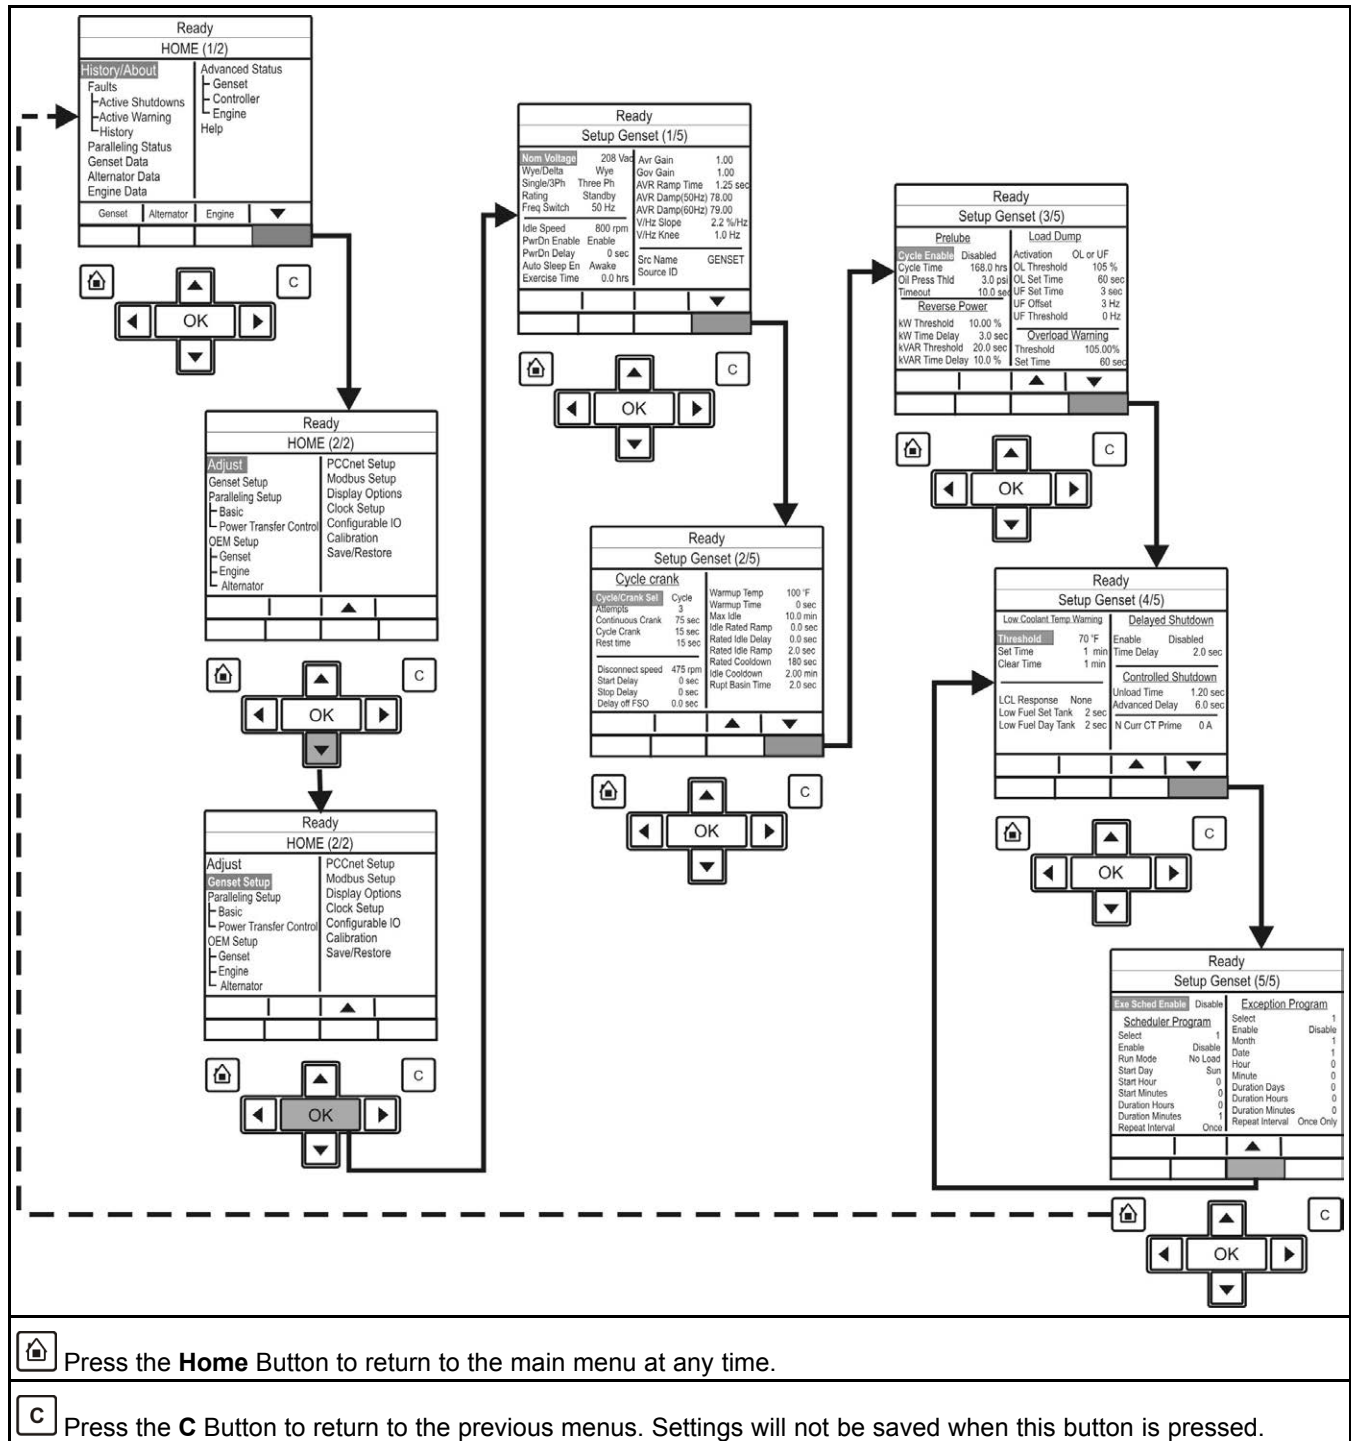 Ready
HOME (1/2)
History/About
Faults
Active Shutdowns
Active Warning
History
Paralleling Status
Genset Data
Alternator Data
Engine Data
Advanced Status
Genset
Controller
Engine
Help
Genset Alternator Engine ▼
C
OK
Ready
HOME (2/2)
Adjust
Genset Setup
Paralleling Setup
Basic
Power Transfer Control
OEM Setup
Genset
Engine
Alternator
PCCnet Setup
Modbus Setup
Display Options
Clock Setup
Configurable IO
Calibration
Save/Restore
C
OK
Ready
HOME (2/2)
Adjust
Genset Setup
Paralleling Setup
Basic
Power Transfer Control
OEM Setup
Genset
Engine
Alternator
PCCnet Setup
Modbus Setup
Display Options
Clock Setup
Configurable IO
Calibration
Save/Restore
C
OK
Ready
Setup Genset (1/5)
Nom Voltage 208 Vac
Wye/Delta Wye
Single/3Ph Three Ph
Rating Standby
Freq Switch 50 Hz
Idle Speed 800 rpm
PwrDn Enable Enable
PwrDn Delay 0 sec
Auto Sleep En Awake
Exercise Time 0.0 hrs
Avr Gain 1.00
Gov Gain 1.00
AVR Ramp Time 1.25 sec
AVR Damp(50Hz) 78.00
AVR Damp(60Hz) 79.00
V/Hz Slope 2.2 %/Hz
V/Hz Knee 1.0 Hz
Src Name GENSET
Source ID
C
OK
Ready
Setup Genset (2/5)
Cycle crank
Cycle/Crank Sel Cycle
Attempts 3
Continuous Crank 75 sec
Cycle Crank 15 sec
Rest time 15 sec
Disconnect speed 475 rpm
Start Delay 0 sec
Stop Delay 0 sec
Delay off FSO 0.0 sec
Warmup Temp 100 °F
Warmup Time 0 sec
Max Idle 10.0 min
Idle Rated Ramp 0.0 sec
Rated Idle Delay 0.0 sec
Rated Idle Ramp 2.0 sec
Rated Cooldown 180 sec
Idle Cooldown 2.00 min
Rupt Basin Time 2.0 sec
C
OK
Ready
Setup Genset (3/5)
Prelube
Cycle Enable Disabled
Cycle Time 168.0 hrs
Oil Press Thld 3.0 psi
Timeout 10.0 sec
Reverse Power
kW Threshold 10.00 %
kW Time Delay 3.0 sec
kVAR Threshold 20.0 sec
kVAR Time Delay 10.0 %
Load Dump
Activation OL or UF
OL Threshold 105 %
OL Set Time 60 sec
UF Set Time 3 sec
UF Offset 3 Hz
UF Threshold 0 Hz
Overload Warning
Threshold 105.00%
Set Time 60 sec
C
OK
Ready
Setup Genset (4/5)
Low Coolant Temp Warning
Threshold 70 °F
Set Time 1 min
Clear Time 1 min
LCL Response None
Low Fuel Set Tank 2 sec
Low Fuel Day Tank 2 sec
Delayed Shutdown
Enable Disabled
Time Delay 2.0 sec
Controlled Shutdown
Unload Time 1.20 sec
Advanced Delay 6.0 sec
N Curr CT Prime 0 A
C
OK
Ready
Setup Genset (5/5)
Exe Sched Enable Disable
Scheduler Program
Select 1
Enable Disable
Run Mode No Load
Start Day Sun
Start Hour 0
Start Minutes 0
Duration Hours 0
Duration Minutes 1
Repeat Interval Once
Exception Program
Select 1
Enable Disable
Month 1
Date 1
Hour 0
Minute 0
Duration Days 0
Duration Hours 0
Duration Minutes 0
Repeat Interval Once Only
C
OK
Press the Home Button to return to the main menu at any time.
C Press the C Button to return to the previous menus. Settings will not be saved when this button is pressed.